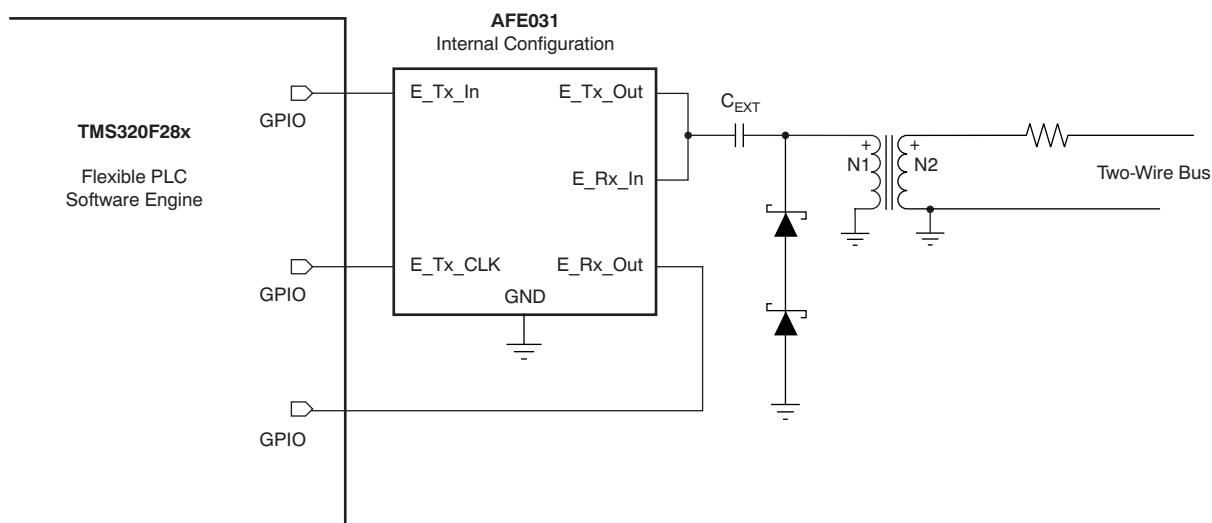 AFE031
Internal Configuration
TMS320F28x
Flexible PLC
Software Engine
GPIO
E_Tx_In
E_Tx_Out
E_Rx_In
C_EXT
+
N1
+
N2
Two-Wire Bus
GPIO
E_Tx_CLK
E_Rx_Out
GND
GPIO